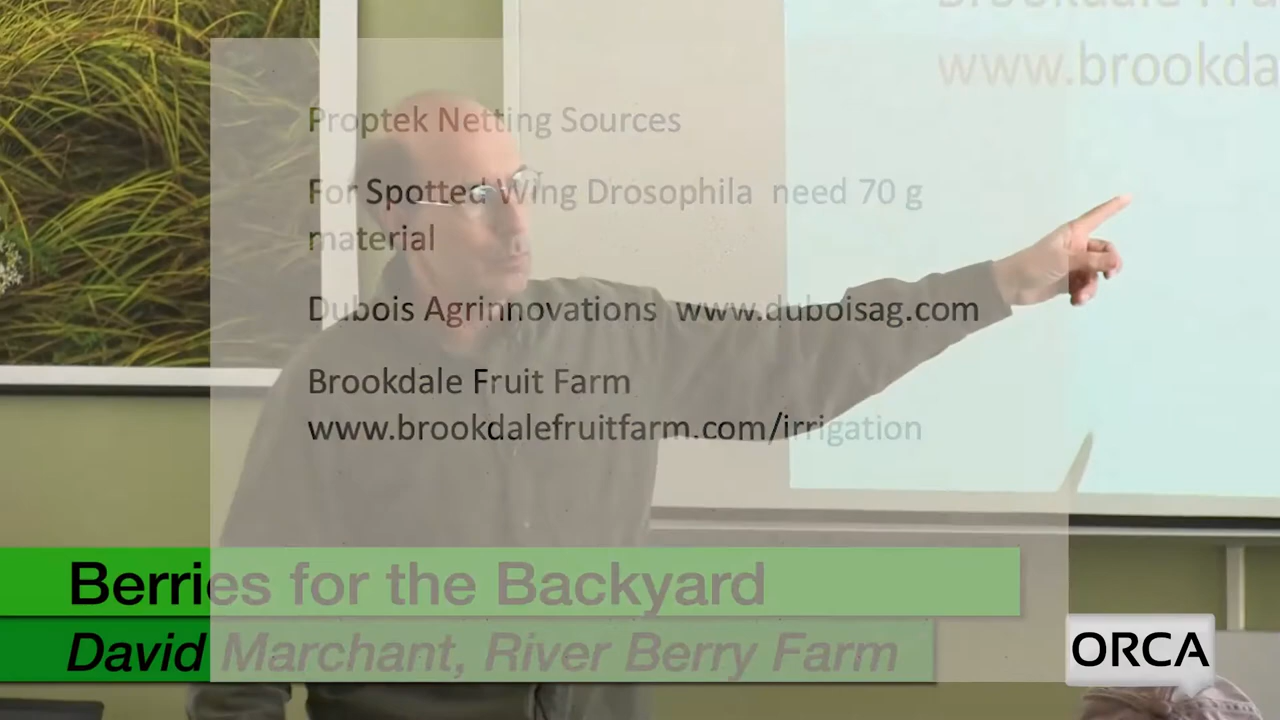 www.brookda
Proptek Netting Sources
For Spotted Wing Drosophila need 70 g
material
Dubois Agrinnovations www.duboisag.com
Brookdale Fruit Farm
www.brookdalefruitfarm.com/irrigation
Berries for the Backyard
David Marchant, River Berry Farm
ORCA